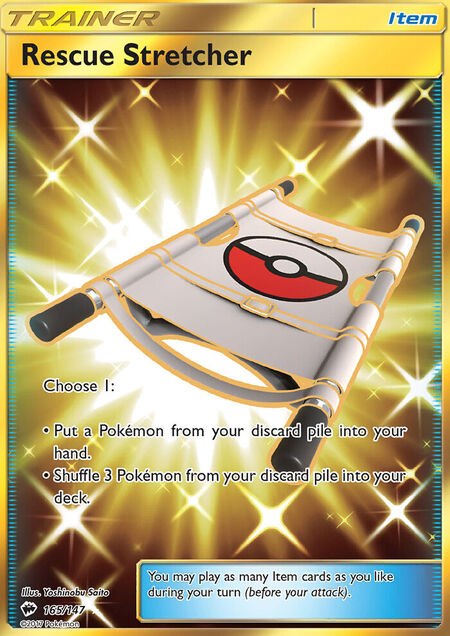 TRAINER
Item
Rescue Stretcher
Choose 1:
• Put a Pokémon from your discard pile into your
hand.
• Shuffle 3 Pokémon from your discard pile into your
deck.
Illus. Yoshinobu Saito
165/147
©2017 Pokémon
You may play as many Item cards as you like
during your turn (before your attack).